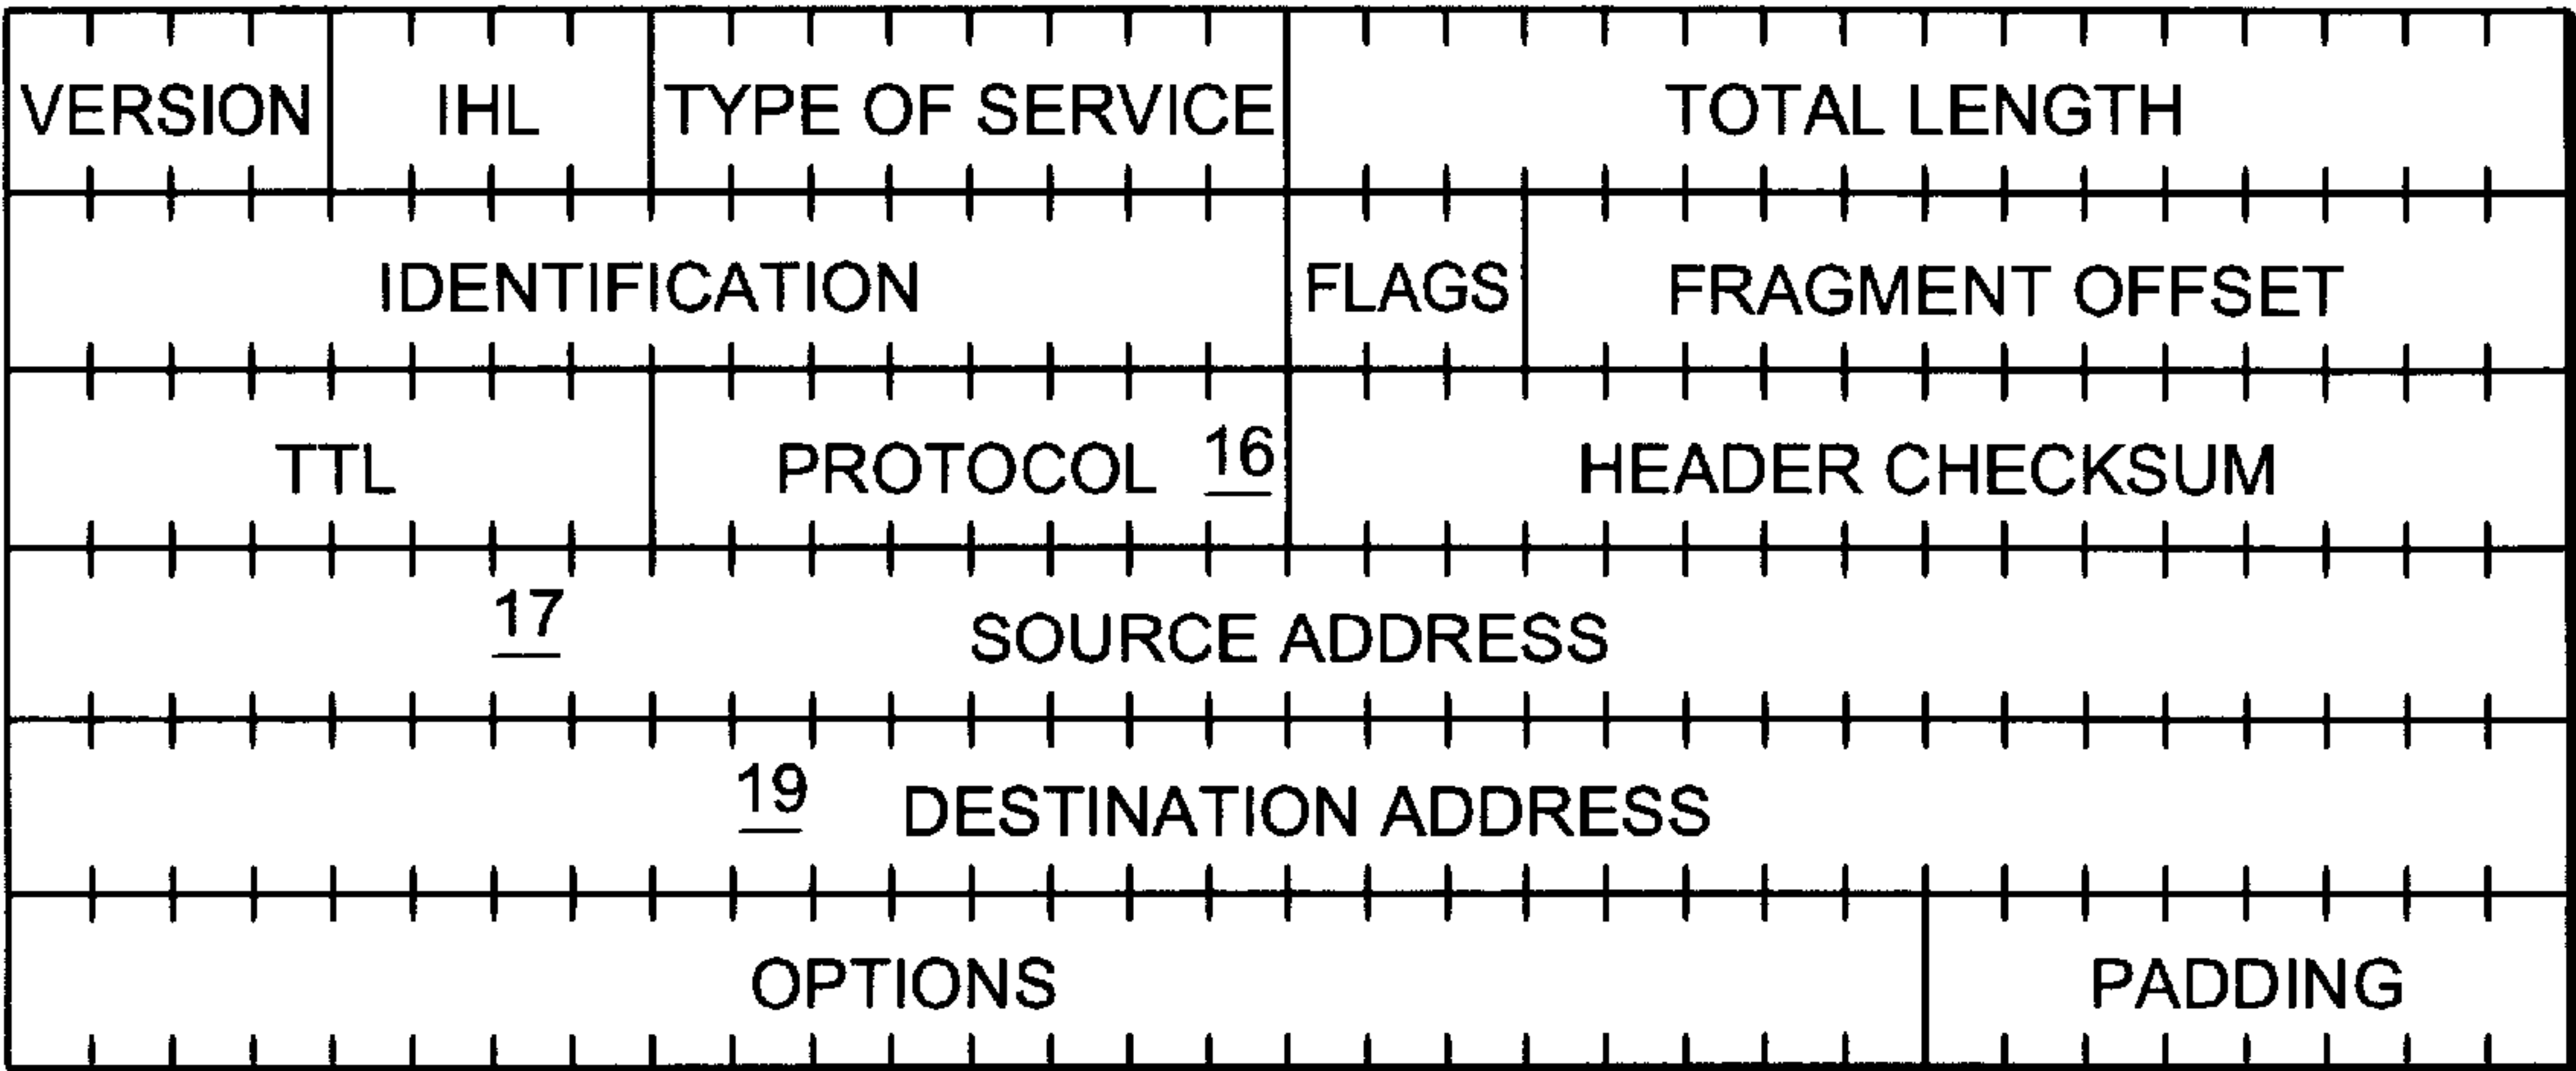 VERSION IHL TYPE OF SERVICE TOTAL LENGTH
IDENTIFICATION FLAGS FRAGMENT OFFSET
TTL PROTOCOL 16 HEADER CHECKSUM
17 SOURCE ADDRESS
19 DESTINATION ADDRESS
OPTIONS PADDING